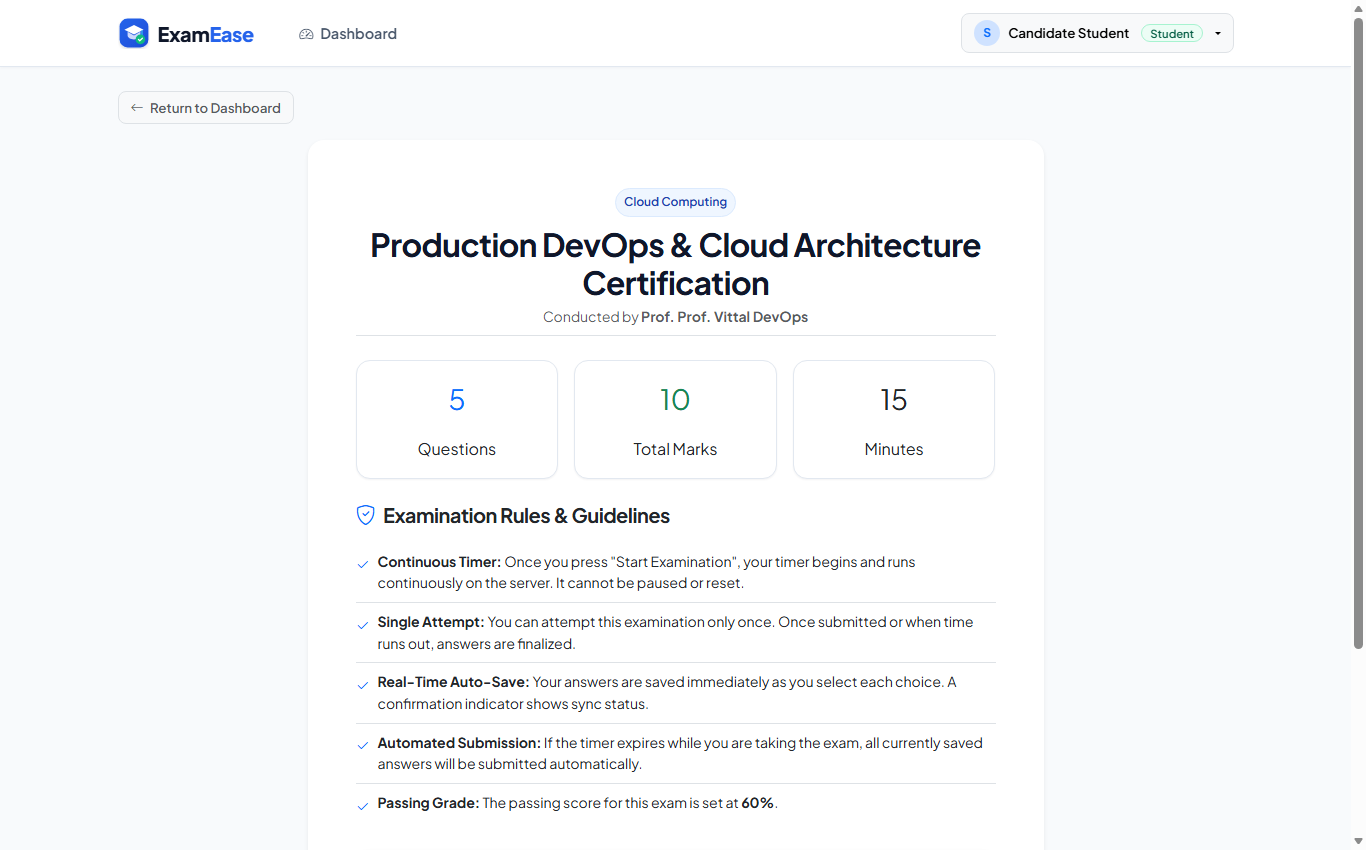 ExamEase
Dashboard
S
Candidate Student
Student
Return to Dashboard
Cloud Computing
Production DevOps & Cloud Architecture
Certification
Conducted by Prof. Prof. Vittal DevOps
5
Questions
10
Total Marks
15
Minutes
Examination Rules & Guidelines
Continuous Timer: Once you press "Start Examination", your timer begins and runs
continuously on the server. It cannot be paused or reset.
Single Attempt: You can attempt this examination only once. Once submitted or when time
runs out, answers are finalized.
Real-Time Auto-Save: Your answers are saved immediately as you select each choice. A
confirmation indicator shows sync status.
Automated Submission: If the timer expires while you are taking the exam, all currently saved
answers will be submitted automatically.
Passing Grade: The passing score for this exam is set at 60%.